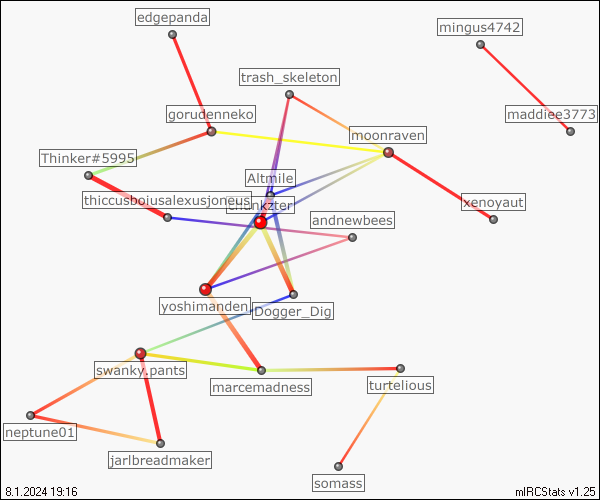 edgepanda
mingus4742
trash_skeleton
gorudenneko
maddiee3773
moonraven
Thinker#5995
Altmile
thiccusboiusalexusjoneus
chunkzter
xenoyaut
andnewbees
yoshimanden
Dogger_Dig
swanky.pants
marcemadness
turtelious
neptune01
jarlbreadmaker
somass
8.1.2024 19:16
mIRCStats v1.25